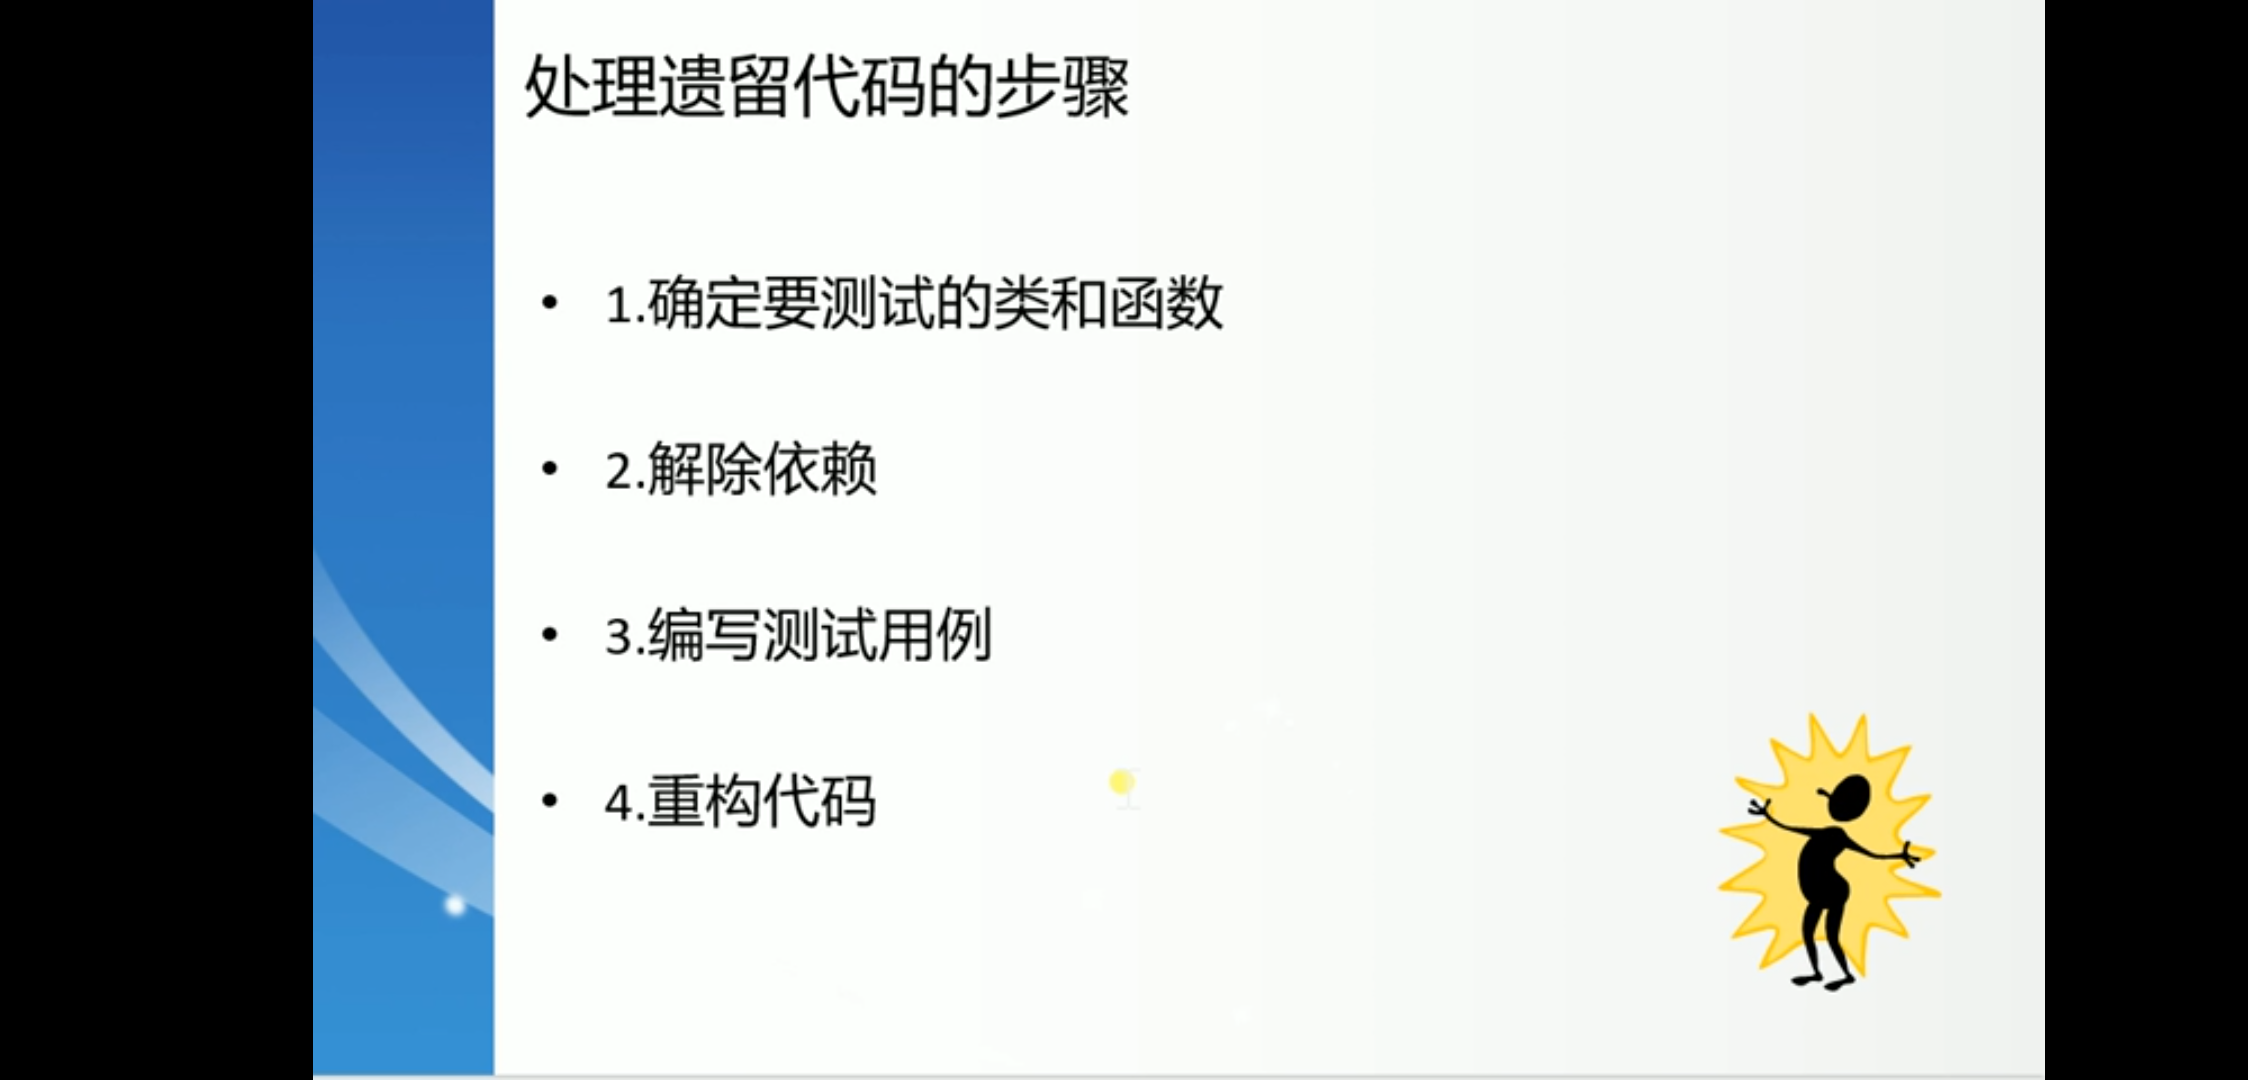 处理遗留代码的步骤
• 1.确定要测试的类和函数
• 2.解除依赖
• 3.编写测试用例
• 4.重构代码